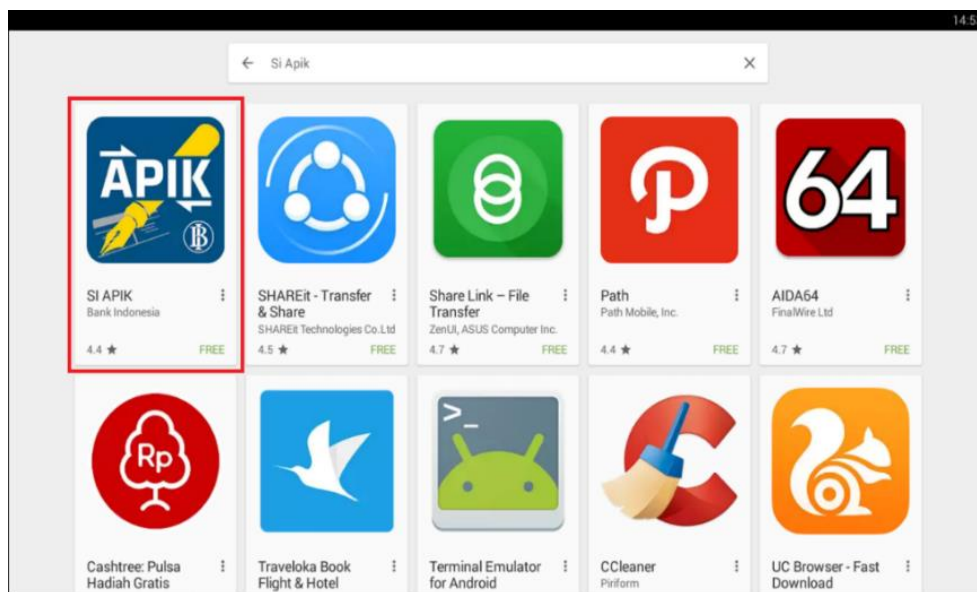 14:5
Si Apik
APIK
64
SI APIK
Bank Indonesia
4.4 ★ FREE
SHAREit - Transfer
& Share
SHAREit Technologies Co.Ltd
4.5 ★ FREE
Share Link – File
Transfer
ZenUI, ASUS Computer Inc.
4.7 ★ FREE
Path
Path Mobile, Inc.
4.4 ★ FREE
AIDA64
FinalWire Ltd
4.7 ★ FREE
Rp
>_
Cashtree: Pulsa
Hadiah Gratis
Traveloka Book
Flight & Hotel
Terminal Emulator
for Android
CCleaner
Piriform
UC Browser - Fast
Download